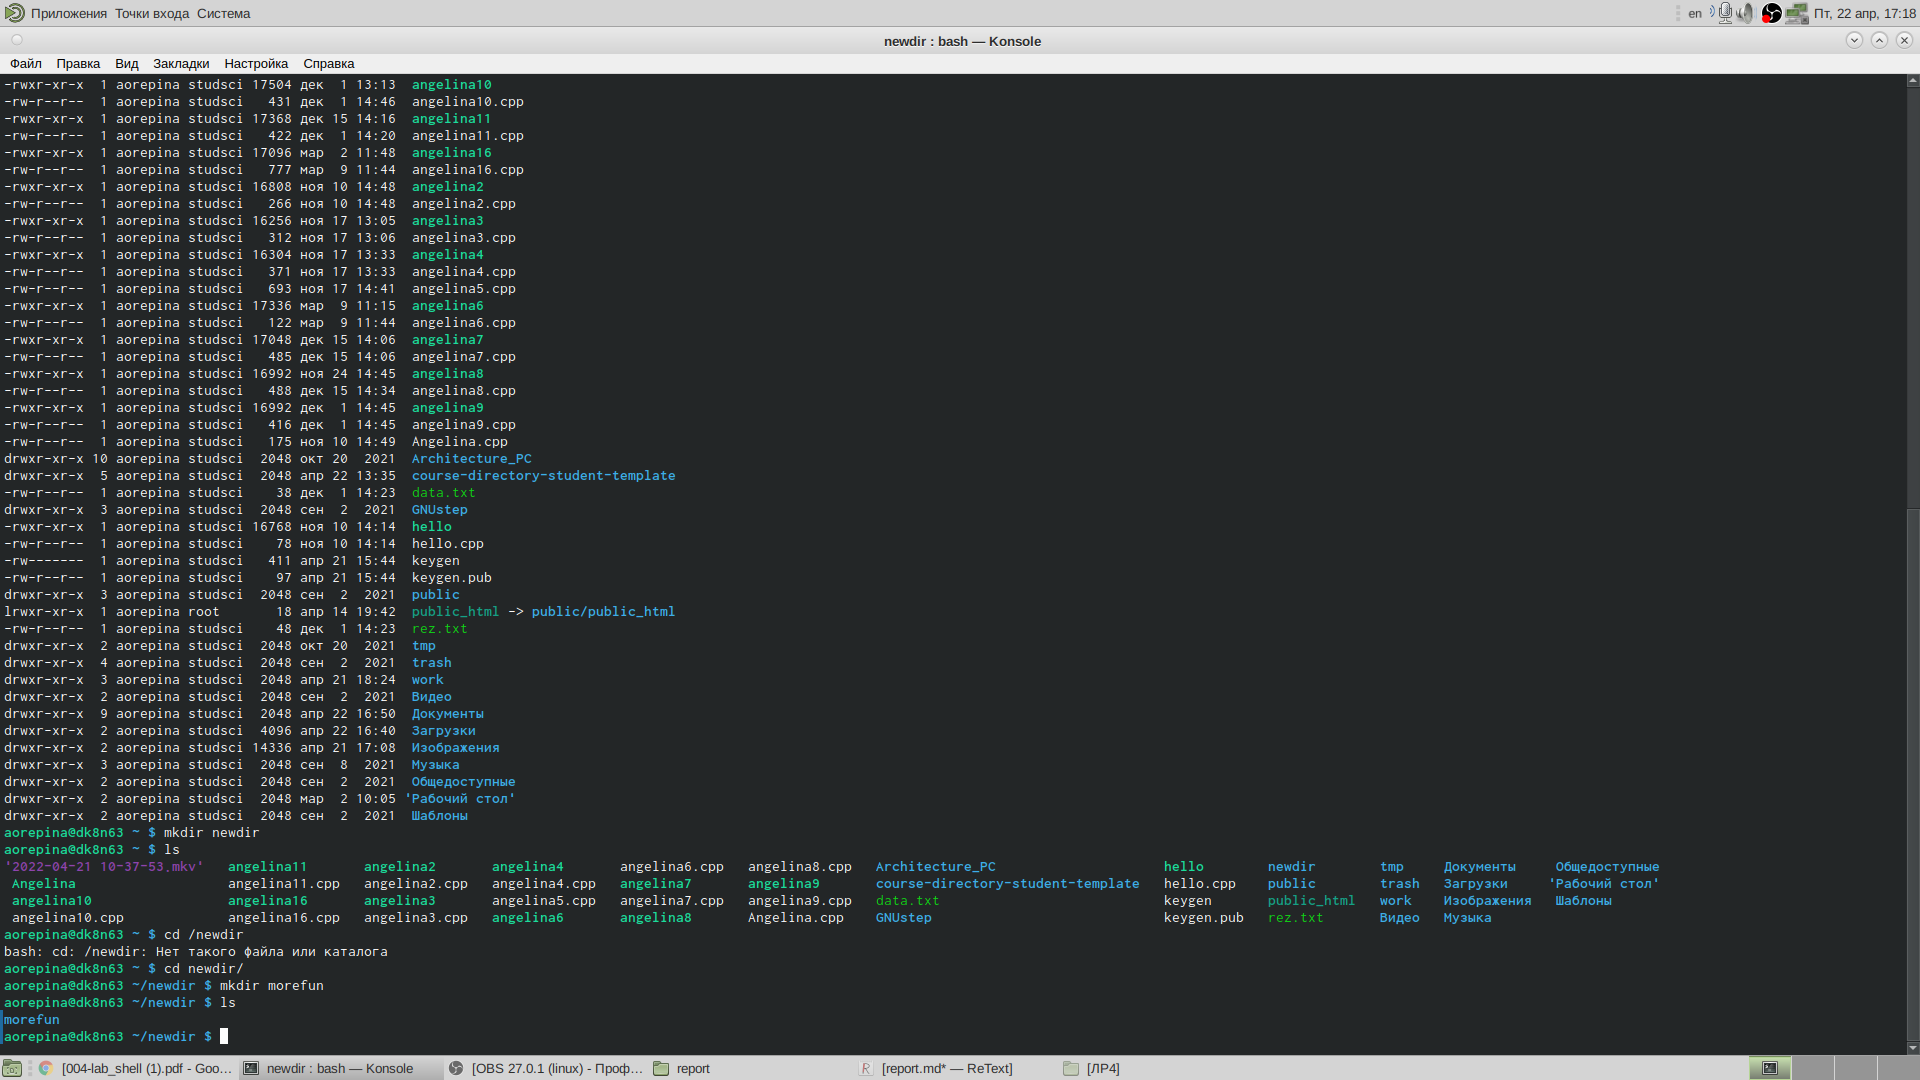 Приложения Точки входа Система en Пт, 22 апр, 17:18
newdir : bash — Konsole
Файл Правка Вид Закладки Настройка Справка
-rwxr-xr-x  1 aorepina studsci 17504 дек  1 13:13  angelina10
-rw-r--r--  1 aorepina studsci   431 дек  1 14:46  angelina10.cpp
-rwxr-xr-x  1 aorepina studsci 17368 дек 15 14:16  angelina11
-rw-r--r--  1 aorepina studsci   422 дек  1 14:20  angelina11.cpp
-rwxr-xr-x  1 aorepina studsci 17096 мар  2 11:48  angelina16
-rw-r--r--  1 aorepina studsci   777 мар  9 11:44  angelina16.cpp
-rwxr-xr-x  1 aorepina studsci 16808 ноя 10 14:48  angelina2
-rw-r--r--  1 aorepina studsci   266 ноя 10 14:48  angelina2.cpp
-rwxr-xr-x  1 aorepina studsci 16256 ноя 17 13:05  angelina3
-rw-r--r--  1 aorepina studsci   312 ноя 17 13:06  angelina3.cpp
-rwxr-xr-x  1 aorepina studsci 16304 ноя 17 13:33  angelina4
-rw-r--r--  1 aorepina studsci   371 ноя 17 13:33  angelina4.cpp
-rw-r--r--  1 aorepina studsci   693 ноя 17 14:41  angelina5.cpp
-rwxr-xr-x  1 aorepina studsci 17336 мар  9 11:15  angelina6
-rw-r--r--  1 aorepina studsci   122 мар  9 11:44  angelina6.cpp
-rwxr-xr-x  1 aorepina studsci 17048 дек 15 14:06  angelina7
-rw-r--r--  1 aorepina studsci   485 дек 15 14:06  angelina7.cpp
-rwxr-xr-x  1 aorepina studsci 16992 ноя 24 14:45  angelina8
-rw-r--r--  1 aorepina studsci   488 дек 15 14:34  angelina8.cpp
-rwxr-xr-x  1 aorepina studsci 16992 дек  1 14:45  angelina9
-rw-r--r--  1 aorepina studsci   416 дек  1 14:45  angelina9.cpp
-rw-r--r--  1 aorepina studsci   175 ноя 10 14:49  Angelina.cpp
drwxr-xr-x 10 aorepina studsci  2048 окт 20  2021  Architecture_PC
drwxr-xr-x  5 aorepina studsci  2048 апр 22 13:35  course-directory-student-template
-rw-r--r--  1 aorepina studsci    38 дек  1 14:23  data.txt
drwxr-xr-x  3 aorepina studsci  2048 сен  2  2021  GNUstep
-rwxr-xr-x  1 aorepina studsci 16768 ноя 10 14:14  hello
-rw-r--r--  1 aorepina studsci    78 ноя 10 14:14  hello.cpp
-rw-------  1 aorepina studsci   411 апр 21 15:44  keygen
-rw-r--r--  1 aorepina studsci    97 апр 21 15:44  keygen.pub
drwxr-xr-x  3 aorepina studsci  2048 сен  2  2021  public
lrwxr-xr-x  1 aorepina root       18 апр 14 19:42  public_html -> public/public_html
-rw-r--r--  1 aorepina studsci    48 дек  1 14:23  rez.txt
drwxr-xr-x  2 aorepina studsci  2048 окт 20  2021  tmp
drwxr-xr-x  4 aorepina studsci  2048 сен  2  2021  trash
drwxr-xr-x  3 aorepina studsci  2048 апр 21 18:24  work
drwxr-xr-x  2 aorepina studsci  2048 сен  2  2021  Видео
drwxr-xr-x  9 aorepina studsci  2048 апр 22 16:50  Документы
drwxr-xr-x  2 aorepina studsci  4096 апр 22 16:40  Загрузки
drwxr-xr-x  2 aorepina studsci 14336 апр 21 17:08  Изображения
drwxr-xr-x  3 aorepina studsci  2048 сен  8  2021  Музыка
drwxr-xr-x  2 aorepina studsci  2048 сен  2  2021  Общедоступные
drwxr-xr-x  2 aorepina studsci  2048 мар  2 10:05 'Рабочий стол'
drwxr-xr-x  2 aorepina studsci  2048 сен  2  2021  Шаблоны
aorepina@dk8n63 ~ $ mkdir newdir
aorepina@dk8n63 ~ $ ls
'2022-04-21 10-37-53.mkv' angelina11 angelina2 angelina4 angelina6.cpp angelina8.cpp Architecture_PC hello newdir tmp Документы Общедоступные
Angelina angelina11.cpp angelina2.cpp angelina4.cpp angelina7 angelina9 course-directory-student-template hello.cpp public trash Загрузки 'Рабочий стол'
angelina10 angelina16 angelina3 angelina5.cpp angelina7.cpp angelina9.cpp data.txt keygen public_html work Изображения Шаблоны
angelina10.cpp angelina16.cpp angelina3.cpp angelina6 angelina8 Angelina.cpp GNUstep keygen.pub rez.txt Видео Музыка
aorepina@dk8n63 ~ $ cd /newdir
bash: cd: /newdir: Нет такого файла или каталога
aorepina@dk8n63 ~ $ cd newdir/
aorepina@dk8n63 ~/newdir $ mkdir morefun
aorepina@dk8n63 ~/newdir $ ls
morefun
aorepina@dk8n63 ~/newdir $
[004-lab_shell (1).pdf - Goo... newdir : bash — Konsole [OBS 27.0.1 (linux) - Проф... report [report.md* — ReText] [ЛР4]